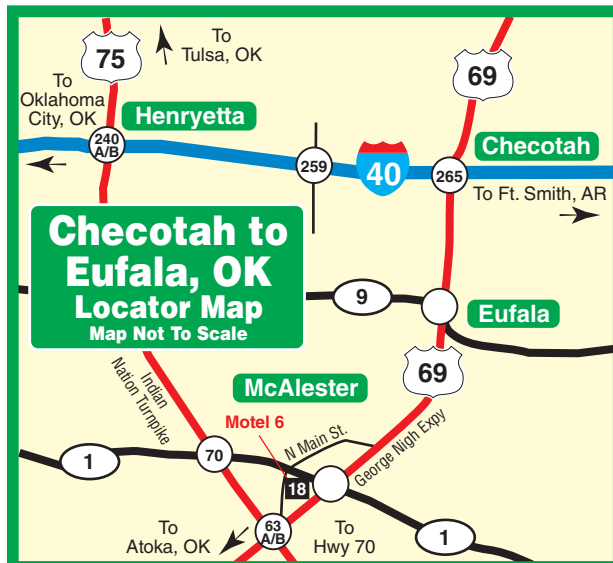 75
To
Tulsa, OK
69
To
Oklahoma
City, OK
Henryetta
240
A/B
259
40
Checotah
265
To Ft. Smith, AR
Checotah to
Eufala, OK
Locator Map
Map Not To Scale
9
Eufala
69
McAlester
Indian
Nation Turnpike
Motel 6
N Main St.
George Nigh Expy
1
70
18
63
A/B
To
Atoka, OK
To
Hwy 70
1